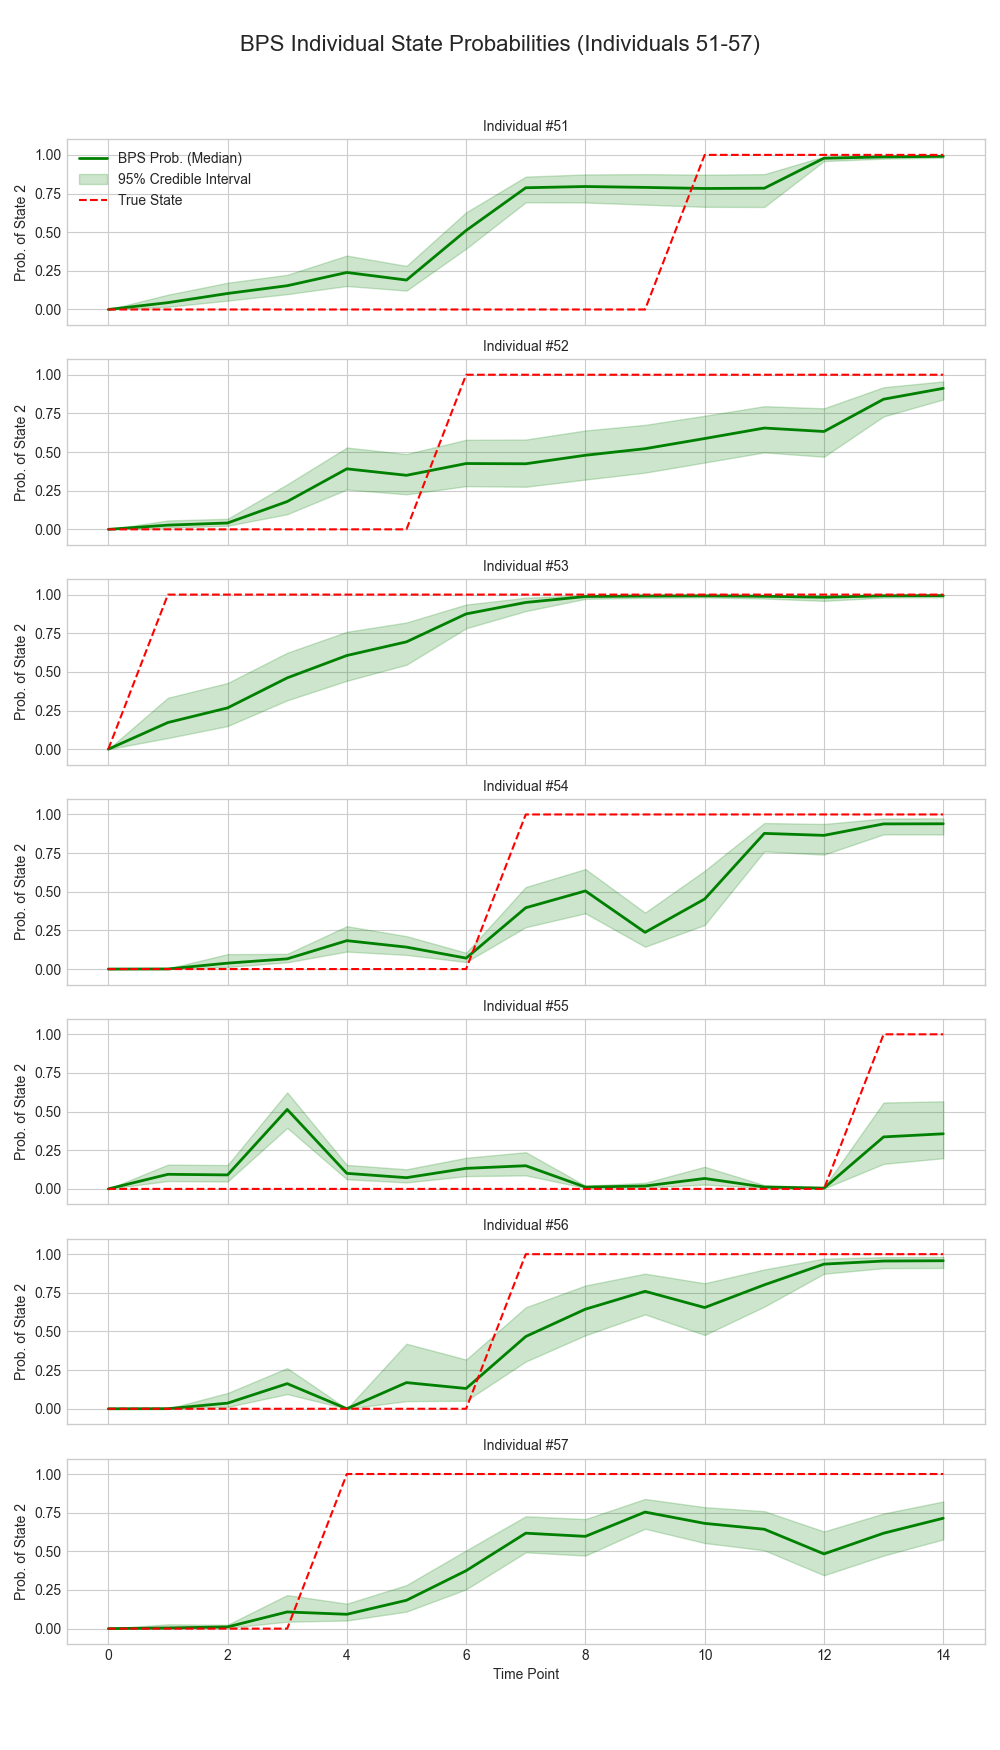 BPS Individual State Probabilities (Individuals 51-57)
Individual #51
1.00
0.75
0.50
0.25
0.00
Prob. of State 2
BPS Prob. (Median)
95% Credible Interval
True State
Individual #52
1.00
0.75
0.50
0.25
0.00
Prob. of State 2
Individual #53
1.00
0.75
0.50
0.25
0.00
Prob. of State 2
Individual #54
1.00
0.75
0.50
0.25
0.00
Prob. of State 2
Individual #55
1.00
0.75
0.50
0.25
0.00
Prob. of State 2
Individual #56
1.00
0.75
0.50
0.25
0.00
Prob. of State 2
Individual #57
1.00
0.75
0.50
0.25
0.00
Prob. of State 2
0 2 4 6 8 10 12 14
Time Point